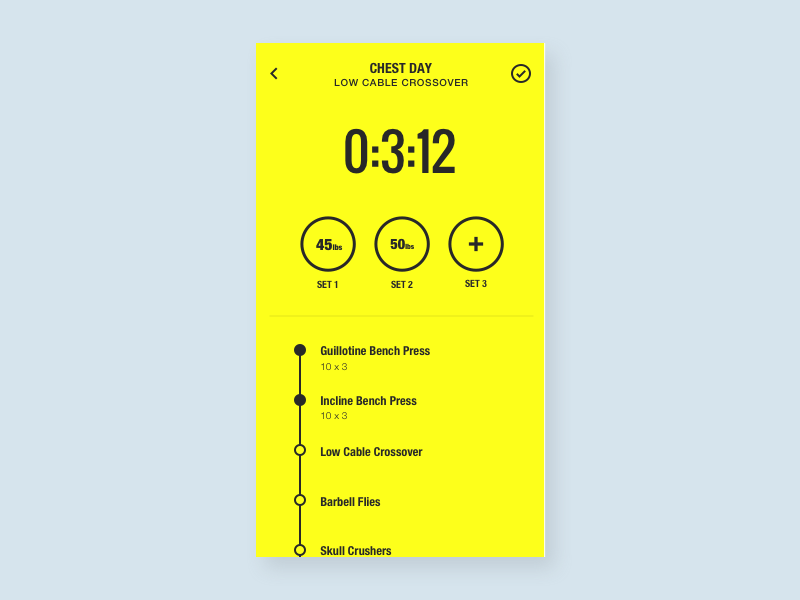 CHEST DAY
LOW CABLE CROSSOVER
0:3:12
45lbs 50lbs +
SET 1 SET 2 SET 3
Guillotine Bench Press
10 x 3
Incline Bench Press
10 x 3
Low Cable Crossover
Barbell Flies
Skull Crushers